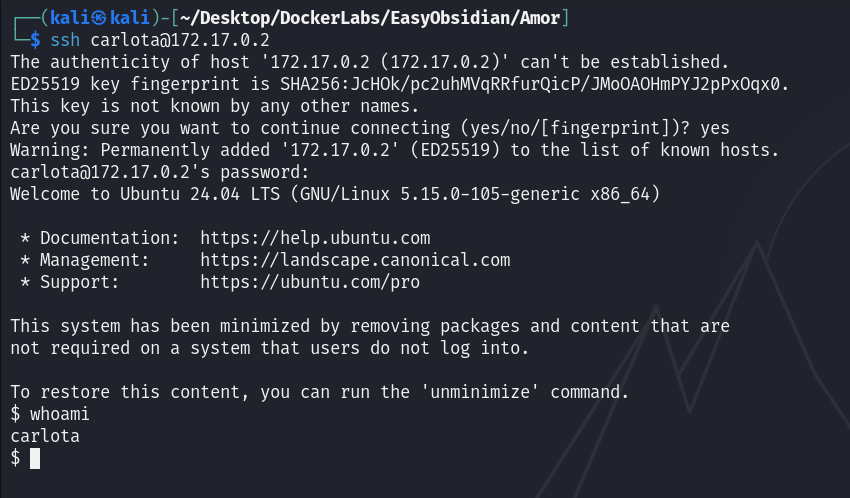 ┌──(kali㉿kali)-[~/Desktop/DockerLabs/EasyObsidian/Amor]
└─$ ssh carlota@172.17.0.2
The authenticity of host '172.17.0.2 (172.17.0.2)' can't be established.
ED25519 key fingerprint is SHA256:JcHOk/pc2uhMVqRRfurQicP/JMoOAOHmPYJ2pPxOqx0.
This key is not known by any other names.
Are you sure you want to continue connecting (yes/no/[fingerprint])? yes
Warning: Permanently added '172.17.0.2' (ED25519) to the list of known hosts.
carlota@172.17.0.2's password:
Welcome to Ubuntu 24.04 LTS (GNU/Linux 5.15.0-105-generic x86_64)

 * Documentation:  https://help.ubuntu.com
 * Management:     https://landscape.canonical.com
 * Support:        https://ubuntu.com/pro

This system has been minimized by removing packages and content that are
not required on a system that users do not log into.

To restore this content, you can run the 'unminimize' command.
$ whoami
carlota
$